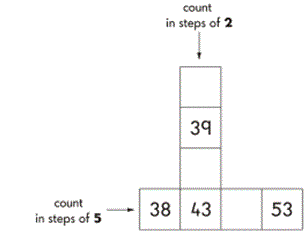 count
in steps of 2
39
count
in steps of 5
38 43 53